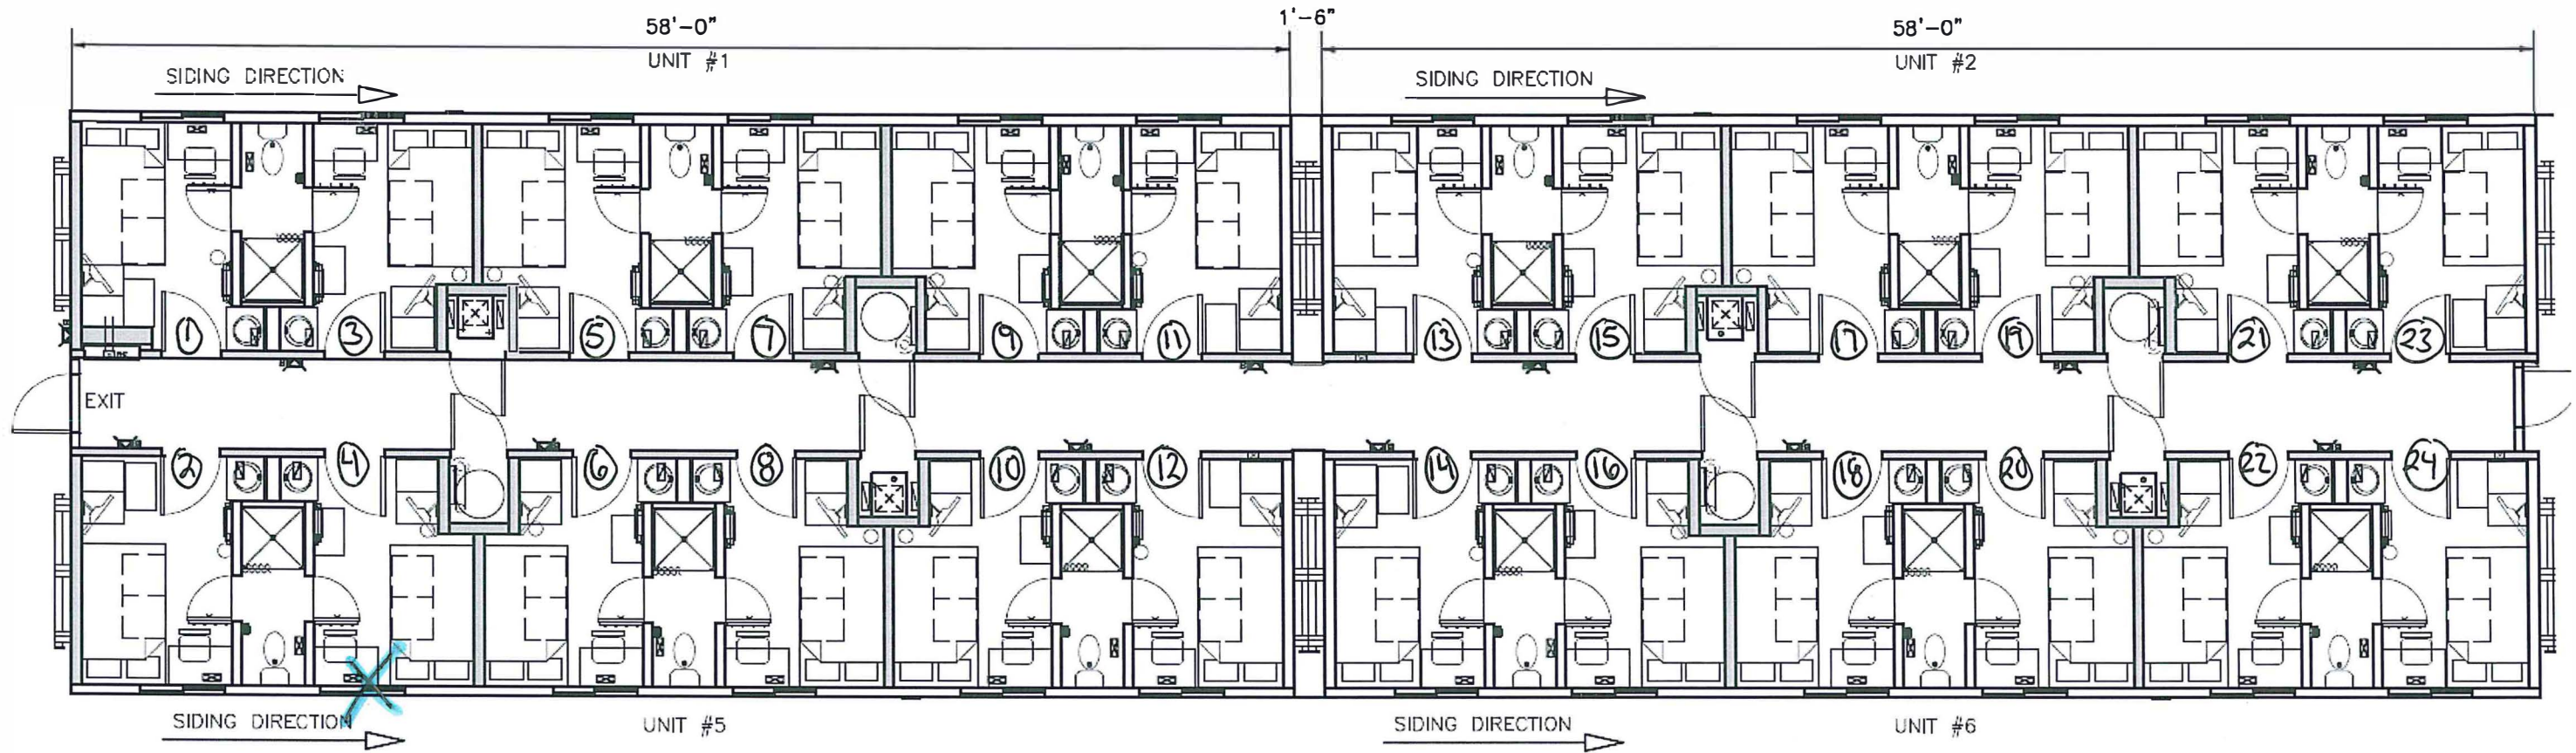 58'-0" 1'-6" 58'-0"
UNIT #1 UNIT #2
SIDING DIRECTION SIDING DIRECTION
1 3 5 7 9 11 13 15 17 19 21 23
EXIT
2 4 6 8 10 12 14 16 18 20 22 24
SIDING DIRECTION UNIT #5 SIDING DIRECTION UNIT #6